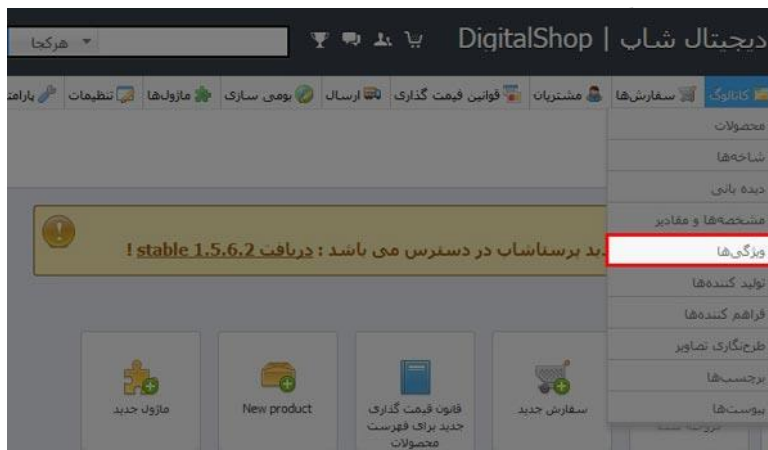 دیجیتال شاپ | DigitalShop
هرکجا
کاتالوگ سفارش‌ها مشتریان قوانین قیمت گذاری ارسال بومی سازی ماژول‌ها تنظیمات
محصولات
شاخه‌ها
دیده بانی
مشخصه‌ها و مقادیر
ویژگی‌ها
تولید کننده‌ها
فراهم کننده‌ها
طرح‌نگاری تصاویر
برچسب‌ها
پیوست‌ها
پرستاشاپ در دسترس می باشد : دریافت stable 1.5.6.2 !
سفارش جدید
قانون قیمت گذاری
جدید برای فهرست
محصولات
New product
ماژول جدید